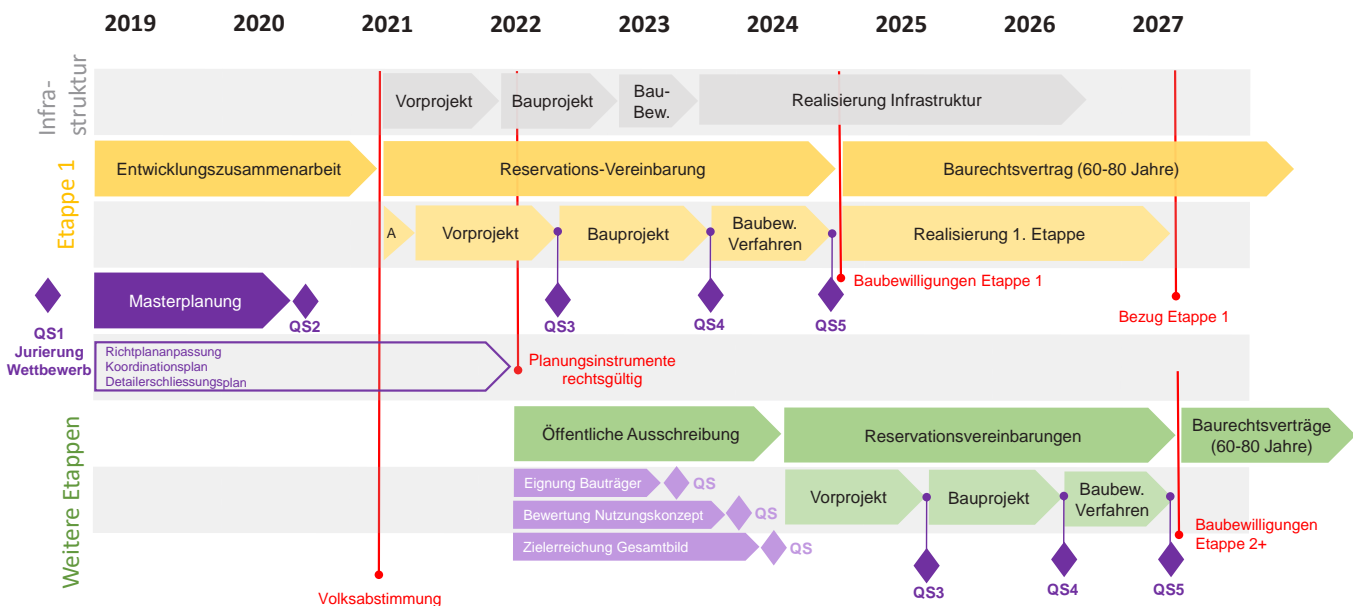 2019 2020 2021 2022 2023 2024 2025 2026 2027
Infra-
struktur
Vorprojekt
Bauprojekt
Bau-
Bew.
Realisierung Infrastruktur
Etappe 1
Entwicklungszusammenarbeit
Reservations-Vereinbarung
Baurechtsvertrag (60-80 Jahre)
A
Vorprojekt
Bauprojekt
Baubew.
Verfahren
Realisierung 1. Etappe
QS1
Jurierung
Wettbewerb
Masterplanung
QS2
QS3
QS4
QS5
Baubewilligungen Etappe 1
Bezug Etappe 1
Richtplananpassung
Koordinationsplan
Detailerschliessungsplan
Planungsinstrumente
rechtsgültig
Weitere Etappen
Öffentliche Ausschreibung
Reservationsvereinbarungen
Baurechtsverträge
(60-80 Jahre)
Eignung Bauträger
QS
Bewertung Nutzungskonzept
QS
Zielerreichung Gesamtbild
QS
Vorprojekt
Bauprojekt
Baubew.
Verfahren
QS3
QS4
QS5
Baubewilligungen
Etappe 2+
Volksabstimmung